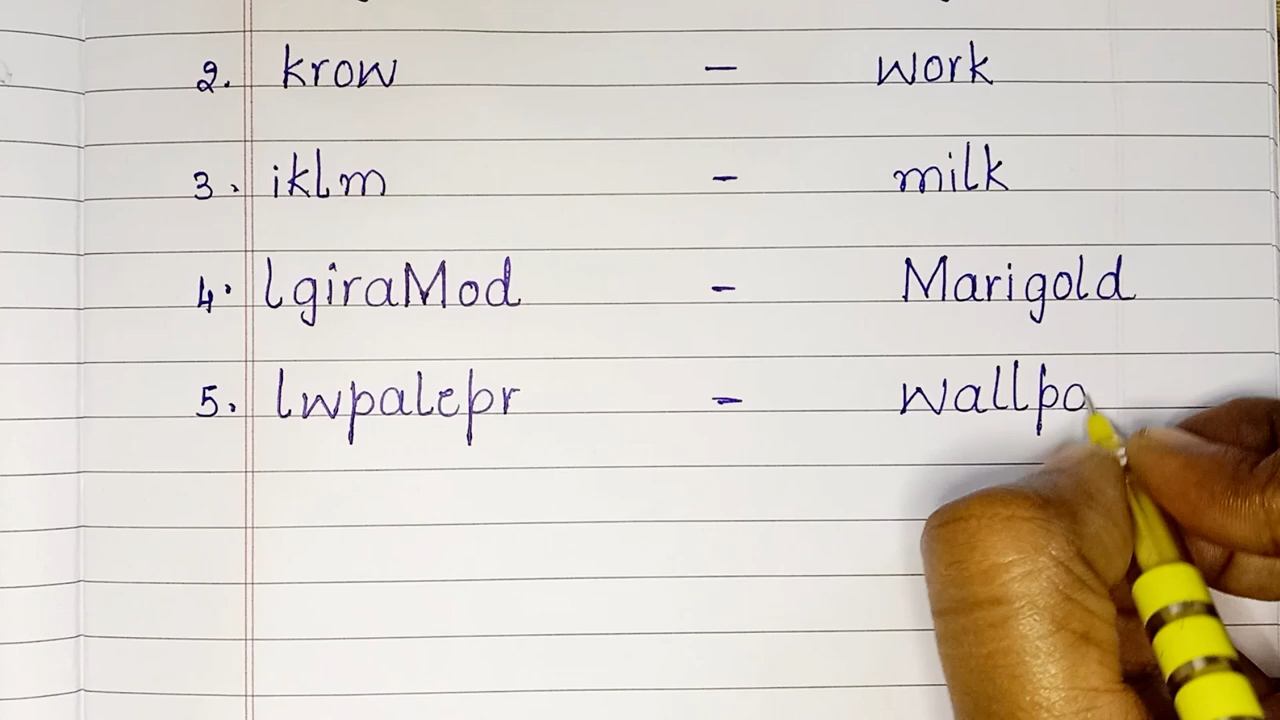 2. krow - work
3. iklm - milk
4. lgiraMod - Marigold
5. lwpalepr - wallpa